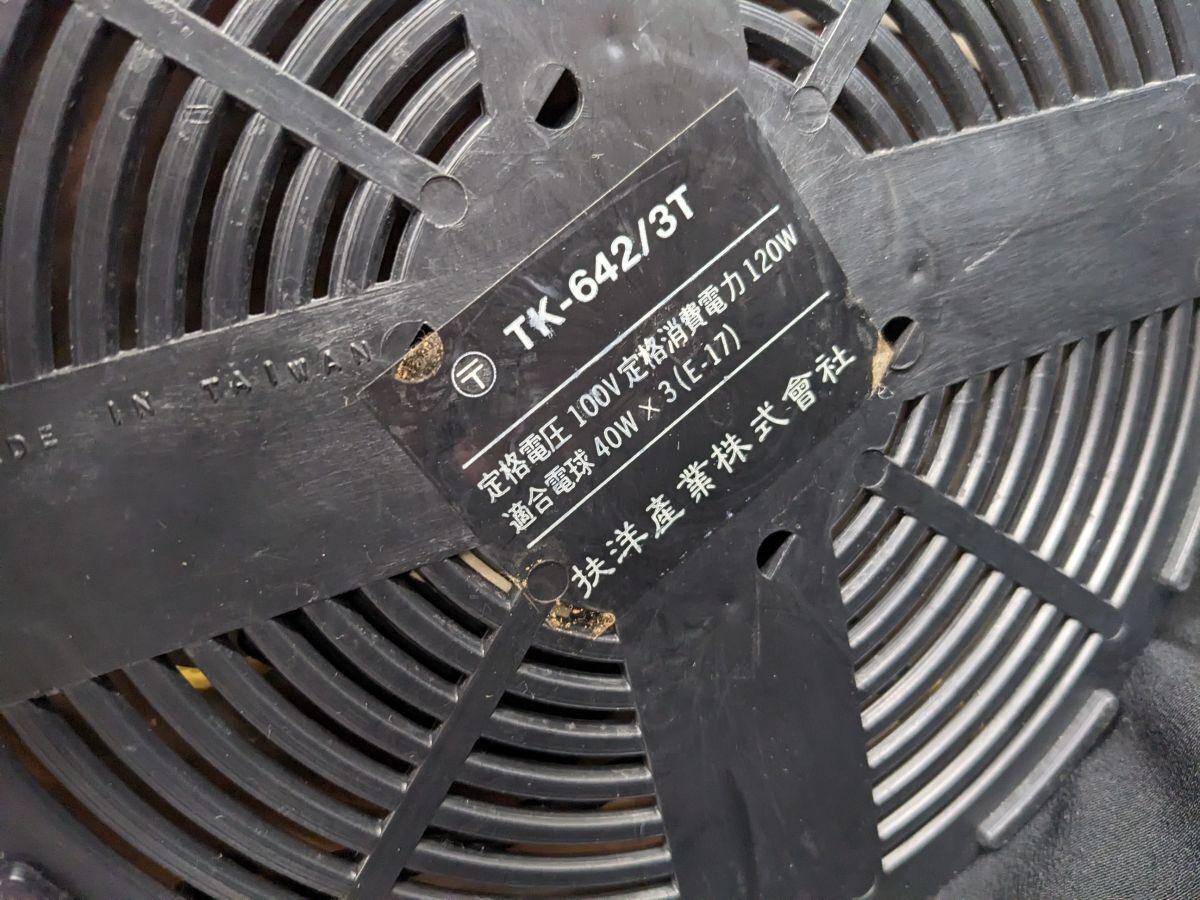 TK-642/3T
〒
定格電圧 100V 定格消費電力 120W
適合電球 40W × 3 (E-17)
扶洋產業株式會社
DE IN TAIWAN